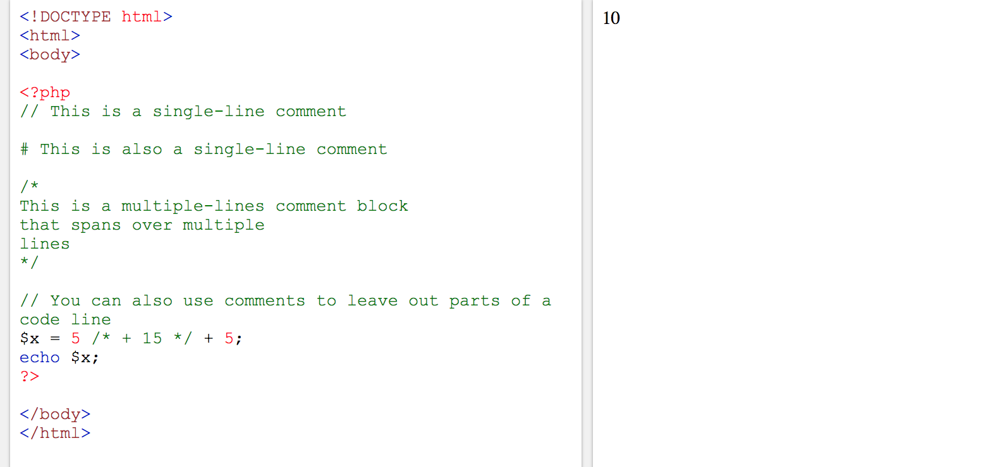 <!DOCTYPE html>
<html>
<body>
<?php
// This is a single-line comment
# This is also a single-line comment
/*
This is a multiple-lines comment block
that spans over multiple
lines
*/
// You can also use comments to leave out parts of a
code line
$x = 5 /* + 15 */ + 5;
echo $x;
?>
</body>
</html>
10